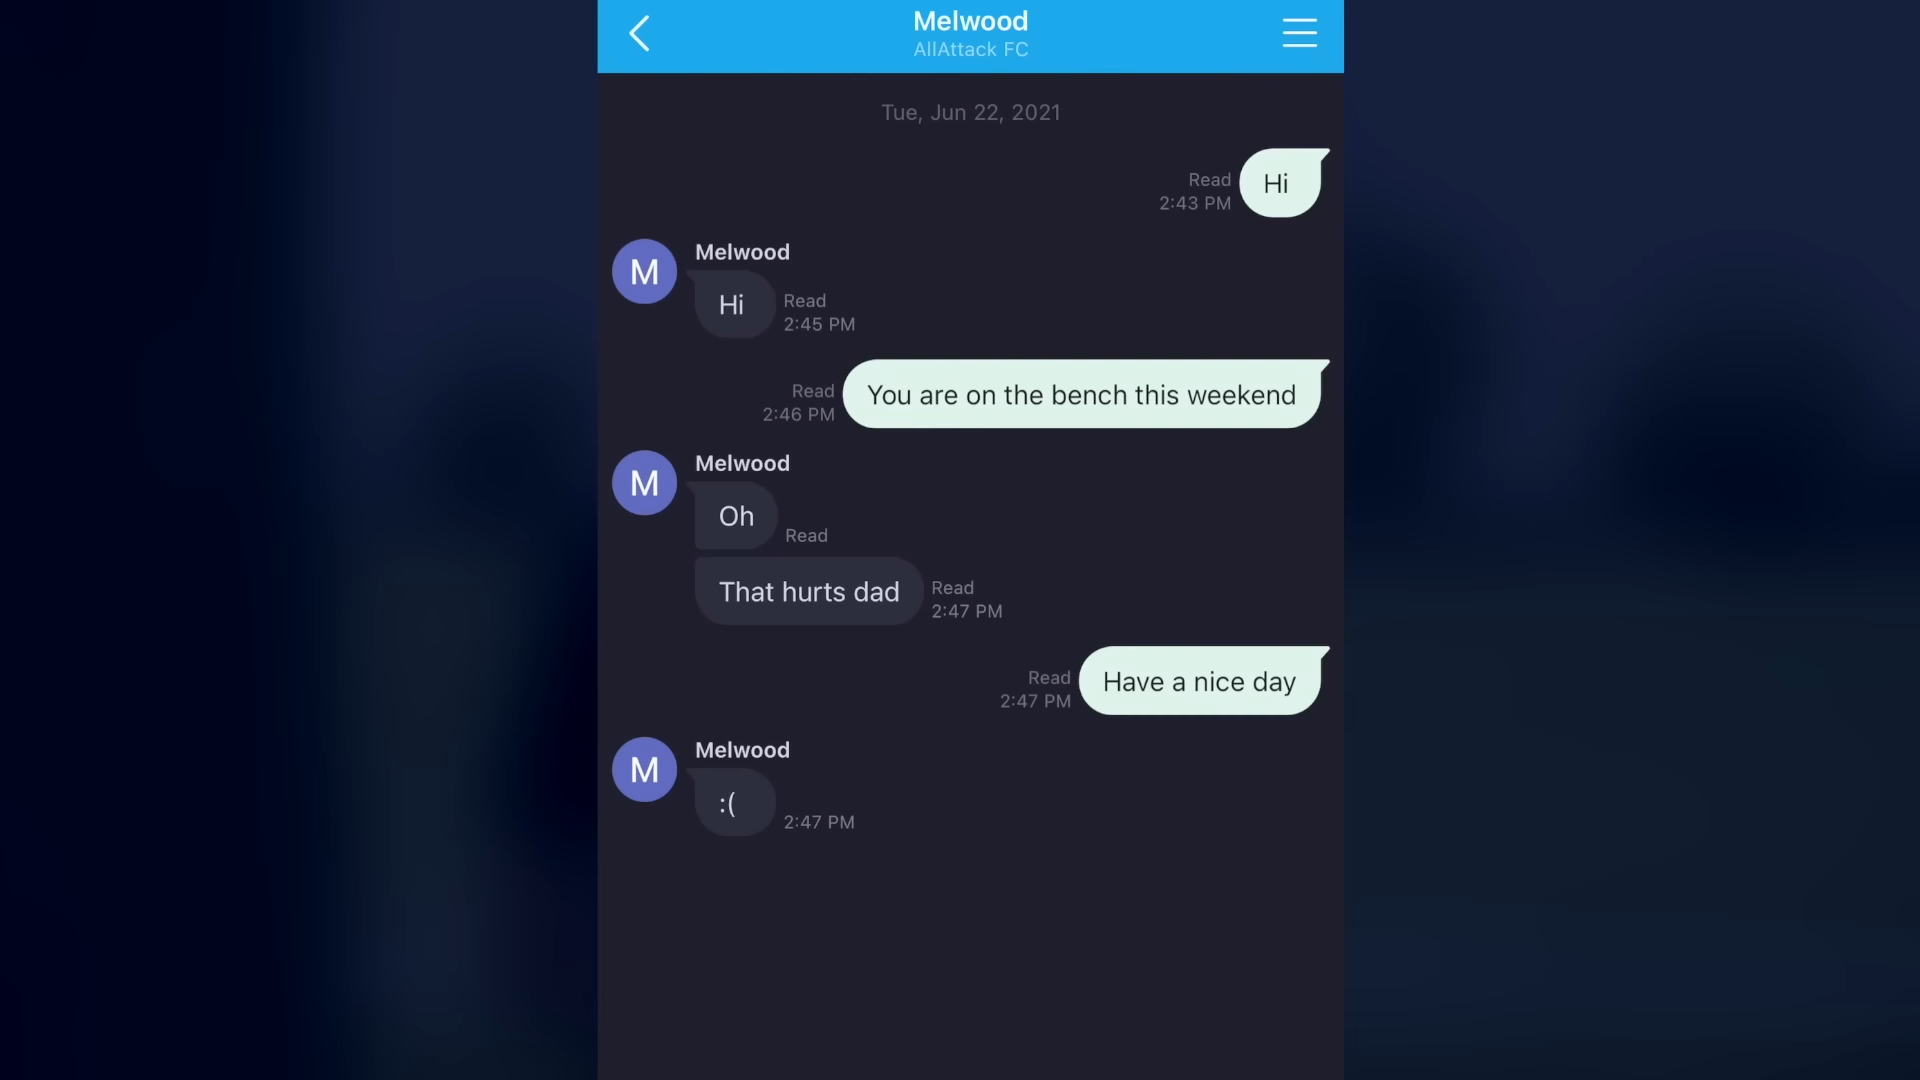 Melwood
AllAttack FC
Tue, Jun 22, 2021
Read
2:43 PM
Hi
M
Melwood
Hi
Read
2:45 PM
Read
2:46 PM
You are on the bench this weekend
M
Melwood
Oh
Read
That hurts dad
Read
2:47 PM
Read
2:47 PM
Have a nice day
M
Melwood
:(
2:47 PM